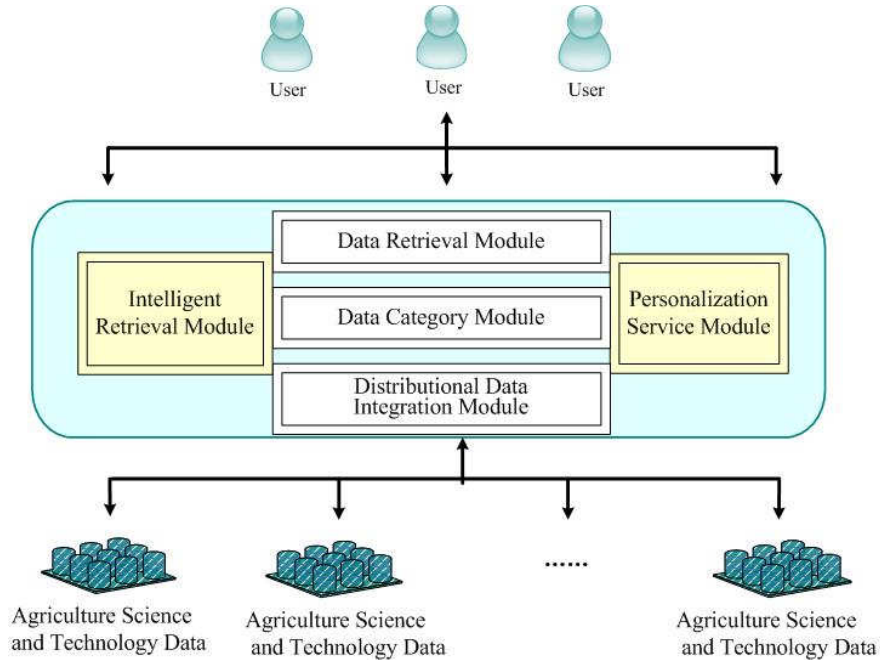 User
User
User
Data Retrieval Module
Intelligent
Retrieval Module
Data Category Module
Personalization
Service Module
Distributional Data
Integration Module
......
Agriculture Science
and Technology Data
Agriculture Science
and Technology Data
Agriculture Science
and Technology Data